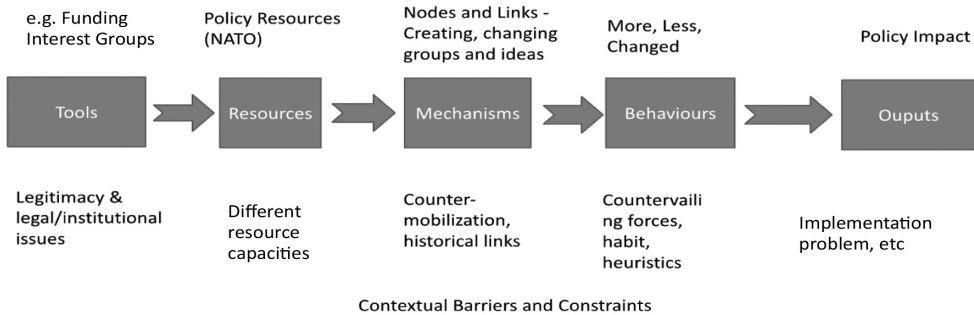 e.g. Funding
Interest Groups
Policy Resources
(NATO)
Nodes and Links -
Creating, changing
groups and ideas
More, Less,
Changed
Policy Impact
Tools
Resources
Mechanisms
Behaviours
Ouputs
Legitimacy &
legal/institutional
issues
Different
resource
capacities
Counter-
mobilization,
historical links
Countervaili
ng forces,
habit,
heuristics
Implementation
problem, etc
Contextual Barriers and Constraints